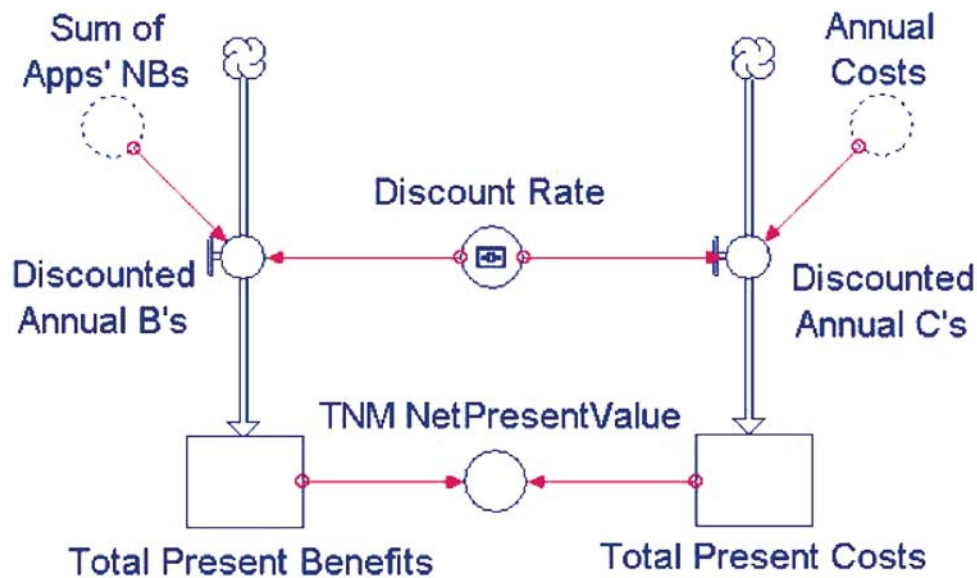 Sum of
Apps' NBs
Annual
Costs
Discount Rate
Discounted
Annual B's
Discounted
Annual C's
TNM NetPresentValue
Total Present Benefits
Total Present Costs